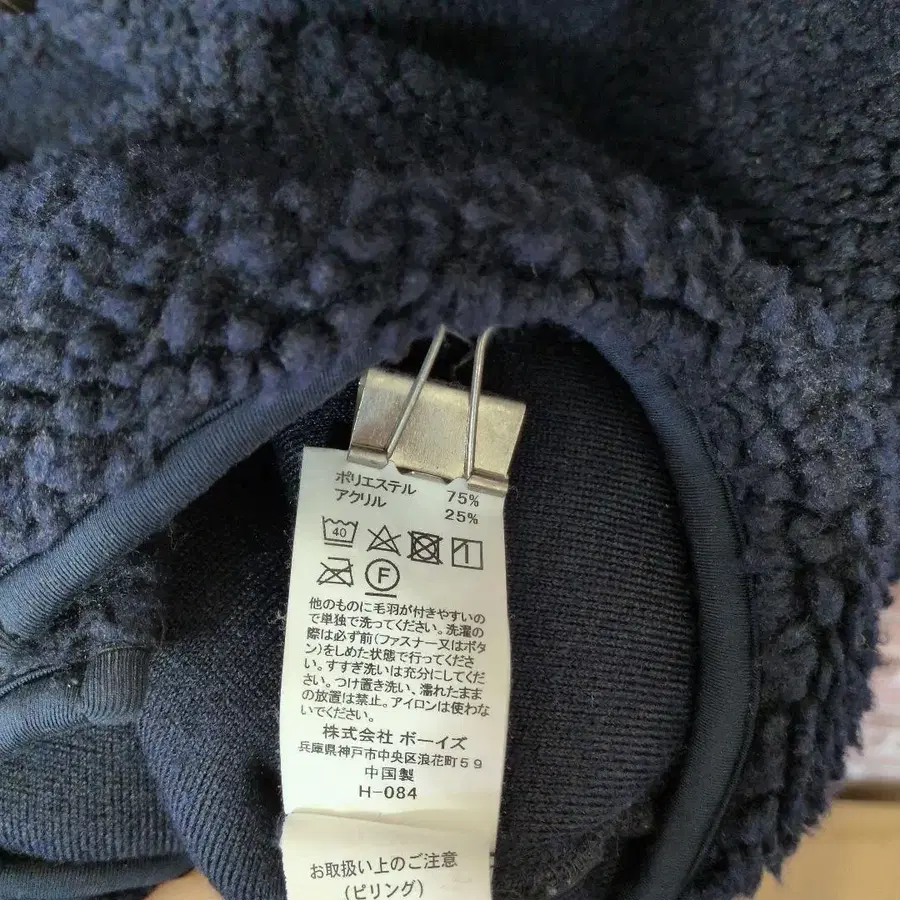 ポリエステル 75%
アクリル 25%
40
F
他のものに毛羽が付きやすいの
で単独で洗ってください。洗濯の
際は必ず前(ファスナー又はボタ
ン)をしめた状態で行ってくださ
い。すすぎ洗いは充分にしてくだ
さい。つけ置き洗い、濡れたまま
の放置は禁止。アイロンは使わな
いでください。
株式会社 ボーイズ
兵庫県神戸市中央区浪花町59
中国製
H-084
お取扱い上のご注意
(ピリング)